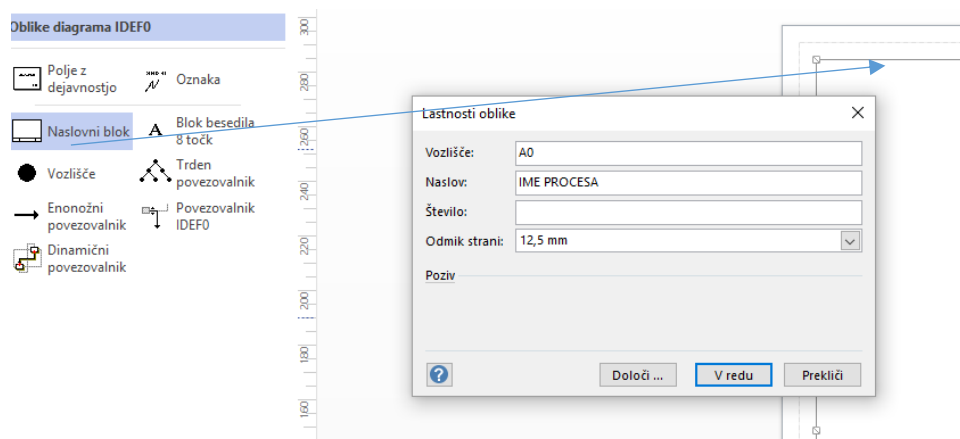 Oblike diagrama IDEF0
Polje z
dejavnostjo
Oznaka
Naslovni blok
A
Blok besedila
8 točk
Vozlišče
Trden
povezovalnik
Enonožni
povezovalnik
Povezovalnik
IDEF0
Dinamični
povezovalnik
300
280
260
240
220
200
180
160
Lastnosti oblike
Vozlišče:
A0
Naslov:
IME PROCESA
Število:
Odmik strani:
12,5 mm
Poziv
?
Določi ...
V redu
Prekliči